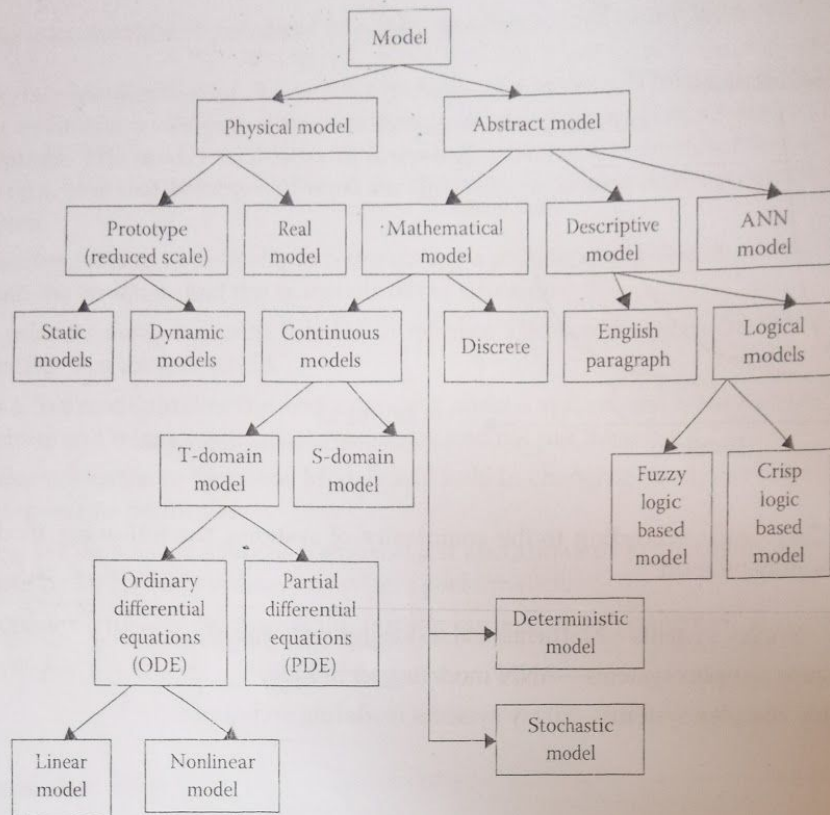 Model
Physical model
Abstract model
Prototype
(reduced scale)
Real
model
Mathematical
model
Descriptive
model
ANN
model
Static
models
Dynamic
models
Continuous
models
Discrete
English
paragraph
Logical
models
T-domain
model
S-domain
model
Fuzzy
logic
based
model
Crisp
logic
based
model
Ordinary
differential
equations
(ODE)
Partial
differential
equations
(PDE)
Deterministic
model
Stochastic
model
Linear
model
Nonlinear
model